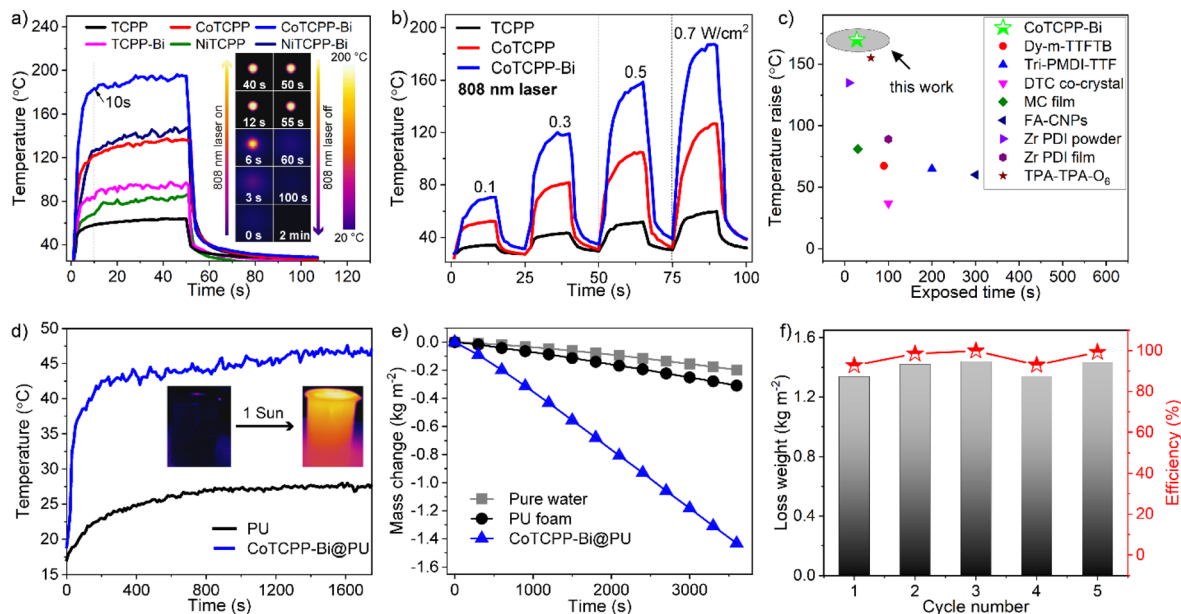 a)
TCPP CoTCPP CoTCPP-Bi
TCPP-Bi NiTCPP NiTCPP-Bi
Temperature (°C)
200
160
120
80
40
10s
808 nm laser on
40 s 50 s
12 s 55 s
6 s 60 s
3 s 100 s
0 s 2 min
808 nm laser off
200 °C
20 °C
0 20 40 60 80 100 120
Time (s)
b)
TCPP
CoTCPP
CoTCPP-Bi
808 nm laser
0.1
0.3
0.5
0.7 W/cm²
Temperature (°C)
200
160
120
80
40
0 25 50 75 100
Time (s)
c)
CoTCPP-Bi
Dy-m-TTFTB
Tri-PMDI-TTF
DTC co-crystal
MC film
FA-CNPs
Zr PDI powder
Zr PDI film
TPA-TPA-O₆
this work
Temperature raise (°C)
150
100
50
0
0 100 200 300 400 500 600
Exposed time (s)
d)
Temperature (°C)
50
45
40
35
30
25
20
15
1 Sun
PU
CoTCPP-Bi@PU
0 400 800 1200 1600
Time (s)
e)
Mass change (kg m⁻²)
0.0
-0.2
-0.4
-0.6
-0.8
-1.0
-1.2
-1.4
-1.6
Pure water
PU foam
CoTCPP-Bi@PU
0 1000 2000 3000
Time (s)
f)
Loss weight (kg m⁻²)
1.6
1.2
0.8
0.4
0.0
1 2 3 4 5
Cycle number
100
80
60
40
20
0
Efficiency (%)